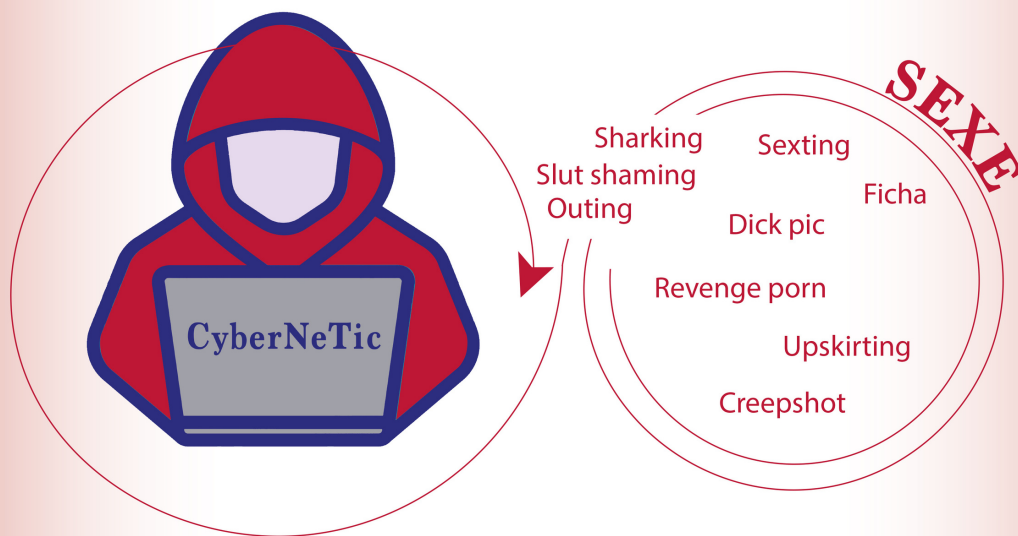 SEXE
Sharking
Sexting
Slut shaming
Ficha
Outing
Dick pic
Revenge porn
Upskirting
Creepshot
CyberNeTic